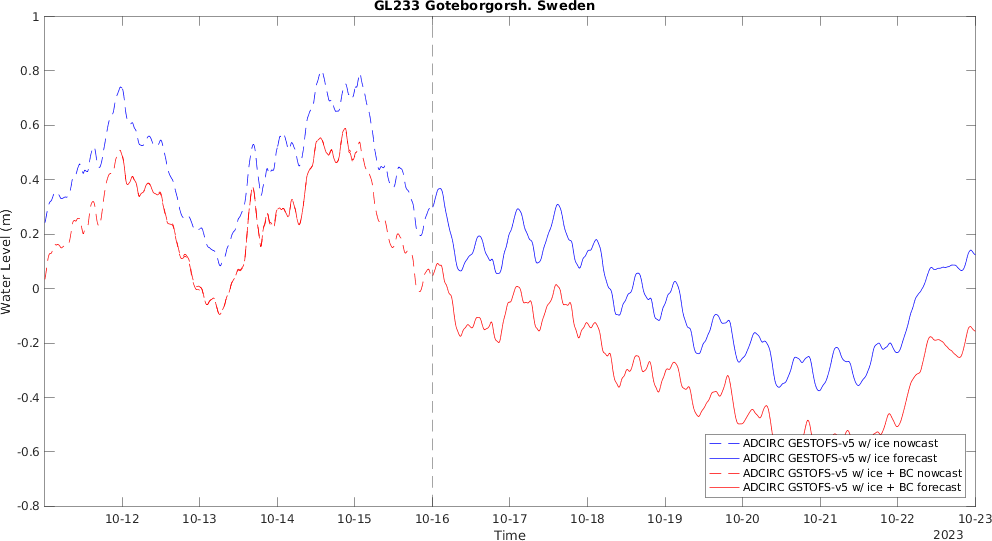 GL233 Goteborgorsh. Sweden
1
0.8
0.6
0.4
0.2
0
-0.2
-0.4
-0.6
-0.8
Water Level (m)
ADCIRC GESTOFS-v5 w/ ice nowcast
ADCIRC GESTOFS-v5 w/ ice forecast
ADCIRC GSTOFS-v5 w/ ice + BC nowcast
ADCIRC GSTOFS-v5 w/ ice + BC forecast
10-12 10-13 10-14 10-15 10-16 10-17 10-18 10-19 10-20 10-21 10-22 10-23
Time
2023